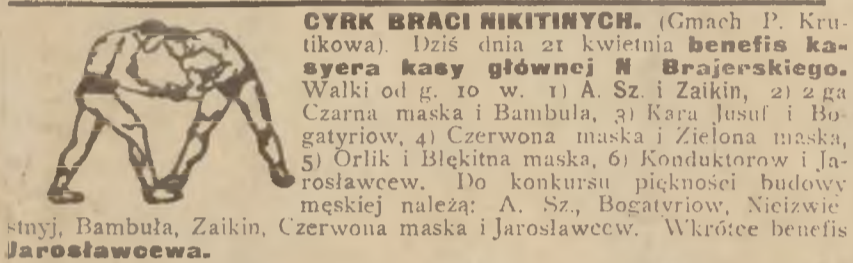 CYRK BRACI NIKITINYCH. (Gmach P. Kru-
tikowa). Dziś dnia 21 kwietnia benefis ka-
syera kasy głównej N Brajerskiego.
Walki od g. 10 w. 1) A. Sz. i Zaikin, 2) 2 ga
Czarna maska i Bambula, 3) Kara Jusuf i Bo-
gatyriow, 4) Czerwona maska i Zielona maska,
5) Orlik i Błękitna maska, 6) Konduktorow i Ja-
rosławcew. Do konkursu piękności budowy
męskiej należą: A. Sz., Bogatyriow, Nieizwie
stnyj, Bambuła, Zaikin, Czerwona maska i Jarosławcew. Wkrótce benefis
Jarosławcewa.